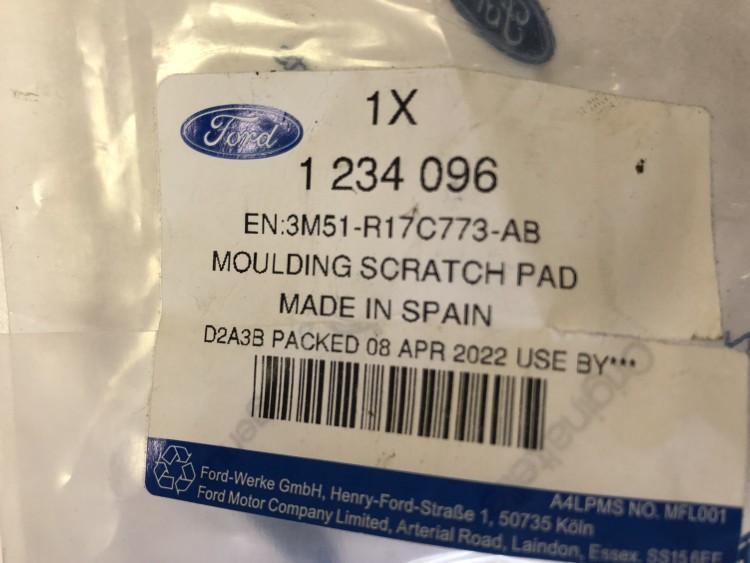 Ford
1X
1 234 096
EN:3M51-R17C773-AB
MOULDING SCRATCH PAD
MADE IN SPAIN
D2A3B PACKED 08 APR 2022 USE BY***
A4LPMS NO. MFL001
Ford-Werke GmbH, Henry-Ford-Straße 1, 50735 Köln
Ford Motor Company Limited, Arterial Road, Laindon, Essex. SS15 6EE